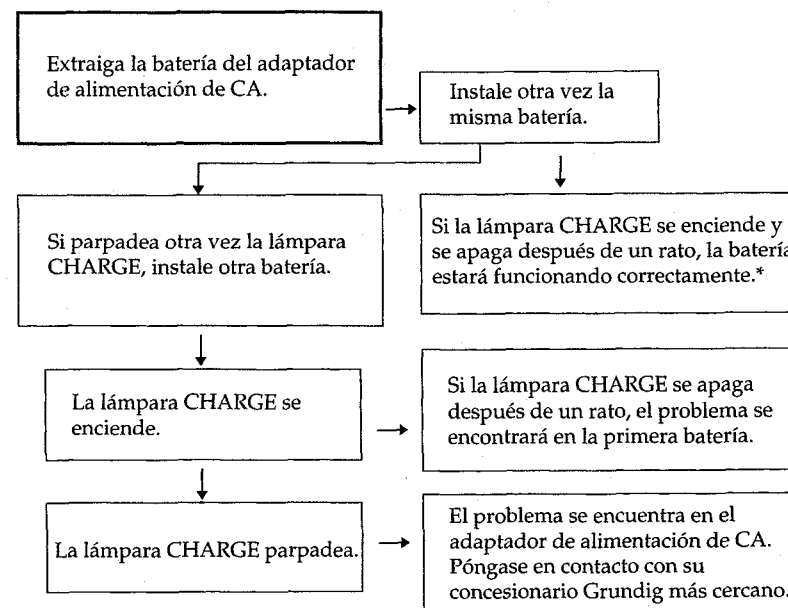 Extraiga la batería del adaptador
de alimentación de CA.
Instale otra vez la
misma batería.
Si parpadea otra vez la lámpara
CHARGE, instale otra batería.
Si la lámpara CHARGE se enciende y
se apaga después de un rato, la batería
estará funcionando correctamente.*
La lámpara CHARGE se
enciende.
Si la lámpara CHARGE se apaga
después de un rato, el problema se
encontrará en la primera batería.
La lámpara CHARGE parpadea.
El problema se encuentra en el
adaptador de alimentación de CA.
Póngase en contacto con su
concesionario Grundig más cercano.